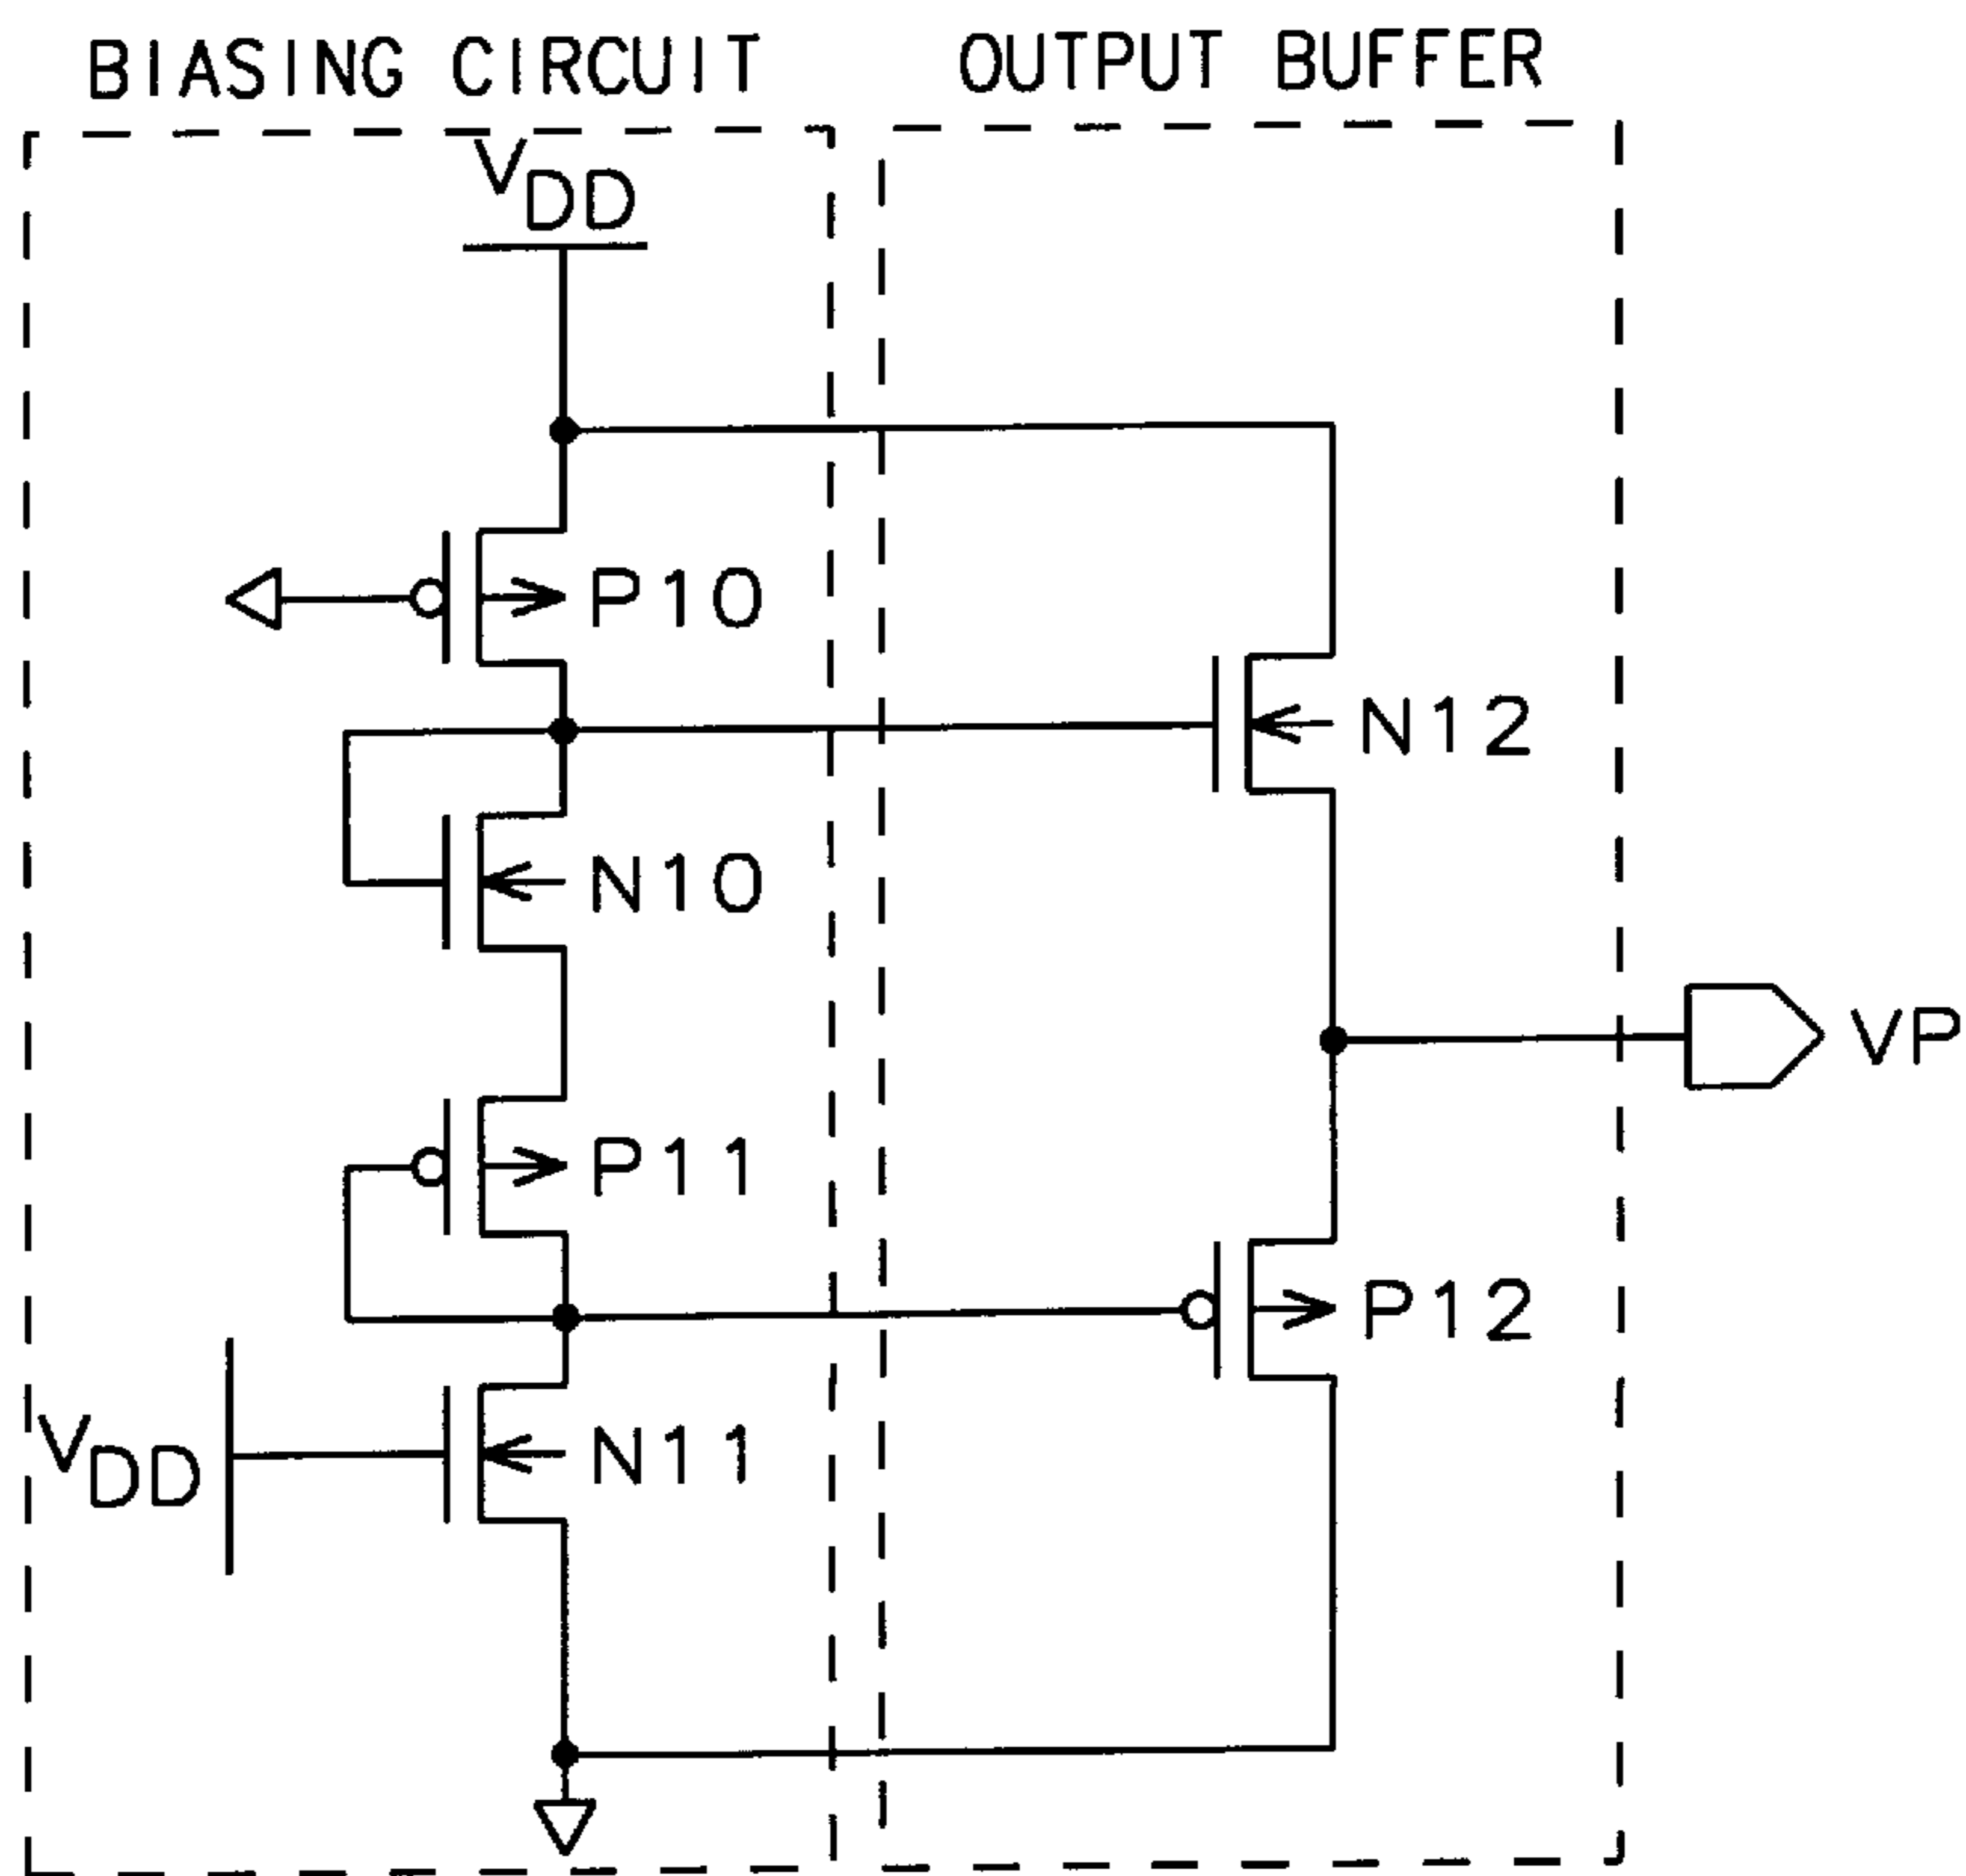 BIASING CIRCUIT
OUTPUT BUFFER
VDD
P10
N12
N10
VP
P11
P12
VDD
N11